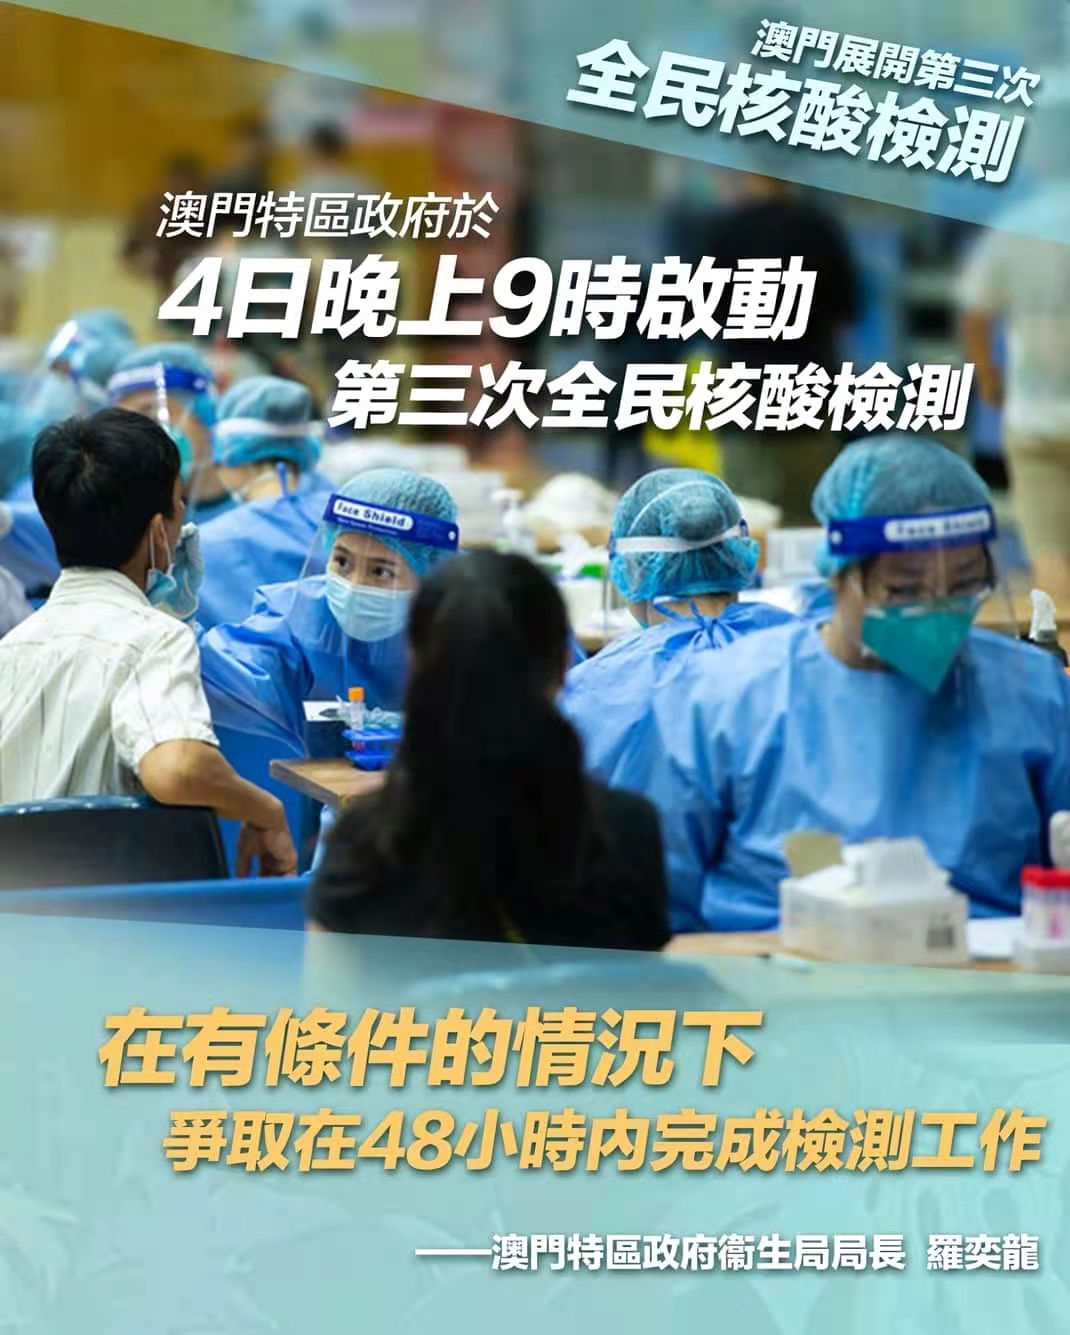 澳門展開第三次
全民核酸檢測
澳門特區政府於
4日晚上9時啟動
第三次全民核酸檢測
Face Shield
Face Shield
在有條件的情況下
爭取在48小時內完成檢測工作
——澳門特區政府衞生局局長 羅奕龍